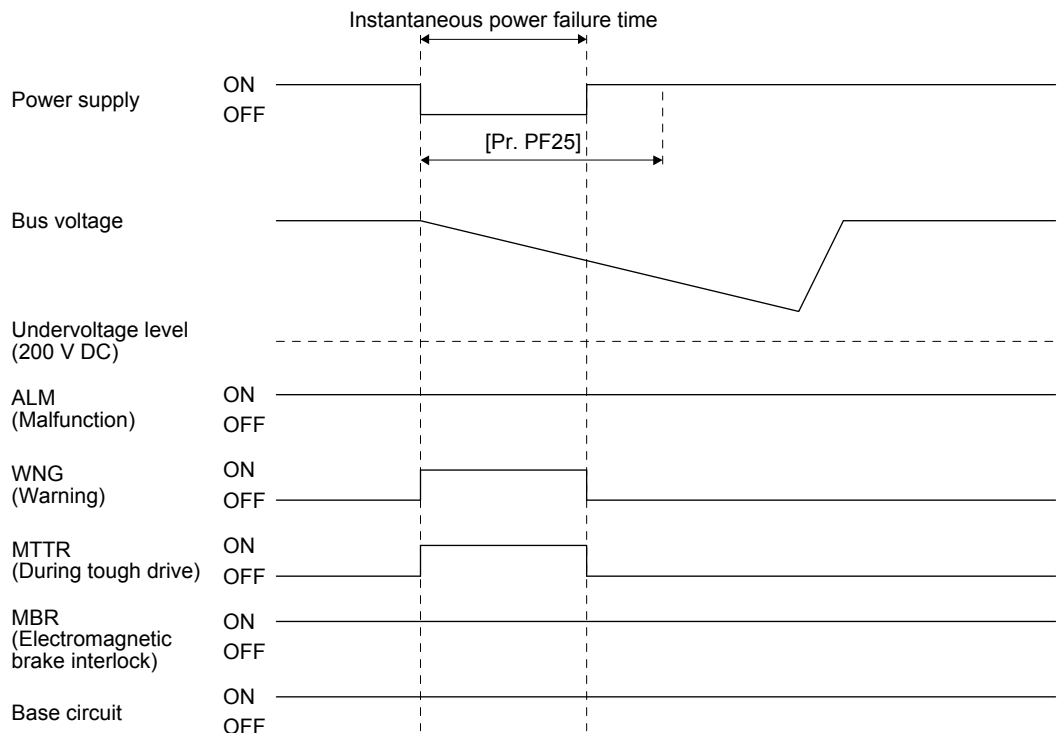 Instantaneous power failure time
Power supply
ON
OFF
[Pr. PF25]
Bus voltage
Undervoltage level
(200 V DC)
ALM
(Malfunction)
ON
OFF
WNG
(Warning)
ON
OFF
MTTR
(During tough drive)
ON
OFF
MBR
(Electromagnetic
brake interlock)
ON
OFF
Base circuit
ON
OFF